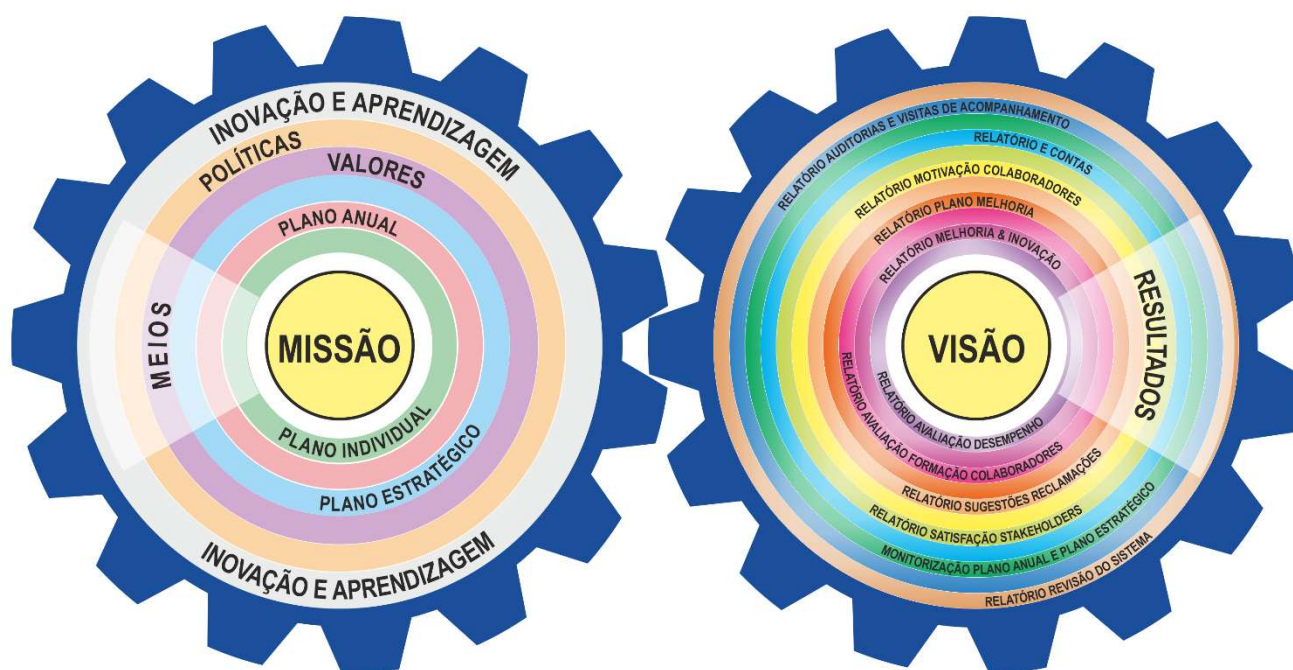 INOVAÇÃO E APRENDIZAGEM
POLÍTICAS
VALORES
PLANO ANUAL
MEIOS
MISSÃO
PLANO INDIVIDUAL
PLANO ESTRATÉGICO
INOVAÇÃO E APRENDIZAGEM
RELATÓRIO AUDITORIAS E VISITAS DE ACOMPANHAMENTO
RELATÓRIO E CONTAS
RELATÓRIO MOTIVAÇÃO COLABORADORES
RELATÓRIO PLANO MELHORIA
RELATÓRIO MELHORIA & INOVAÇÃO
VISÃO
RESULTADOS
RELATÓRIO AVALIAÇÃO DESEMPENHO
RELATÓRIO AVALIAÇÃO FORMAÇÃO COLABORADORES
RELATÓRIO SUGESTÕES RECLAMAÇÕES
RELATÓRIO SATISFAÇÃO STAKEHOLDERS
MONITORIZAÇÃO PLANO ANUAL E PLANO ESTRATÉGICO
RELATÓRIO REVISÃO DO SISTEMA